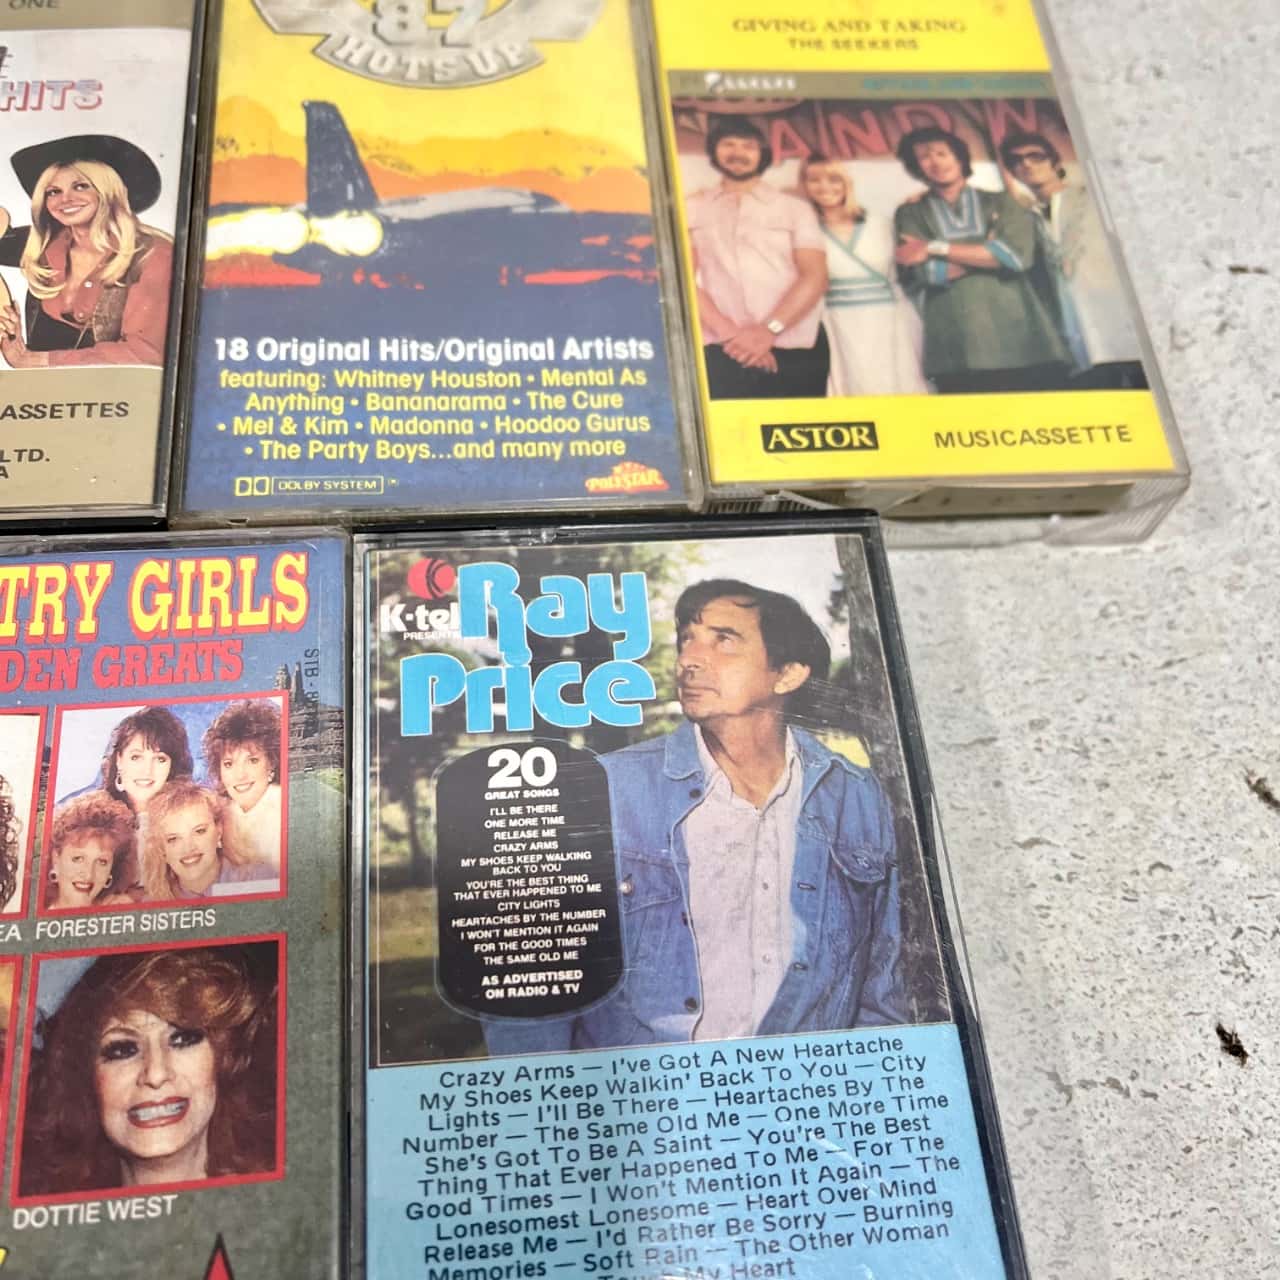 ONE
HITS
ASSETTES
LTD.
A
87
HOTS UP
18 Original Hits/Original Artists
featuring: Whitney Houston • Mental As
Anything • Bananarama • The Cure
• Mel & Kim • Madonna • Hoodoo Gurus
• The Party Boys...and many more
DOLBY SYSTEM
POLYSTAR
GIVING AND TAKING
THE SEEKERS
ANDW
ASTOR
MUSICASSETTE
TRY GIRLS
DEN GREATS
EA
FORESTER SISTERS
DOTTIE WEST
K-tel
PRESENTS
Ray
Price
20
GREAT SONGS
I'LL BE THERE
ONE MORE TIME
RELEASE ME
CRAZY ARMS
MY SHOES KEEP WALKING
BACK TO YOU
YOU'RE THE BEST THING
THAT EVER HAPPENED TO ME
CITY LIGHTS
HEARTACHES BY THE NUMBER
I WON'T MENTION IT AGAIN
FOR THE GOOD TIMES
THE SAME OLD ME
AS ADVERTISED
ON RADIO & TV
Crazy Arms — I've Got A New Heartache
My Shoes Keep Walkin' Back To You — City
Lights — I'll Be There — Heartaches By The
Number — The Same Old Me — One More Time
She's Got To Be A Saint — You're The Best
Thing That Ever Happened To Me — For The
Good Times — I Won't Mention It Again — The
Lonesomest Lonesome — Heart Over Mind
Release Me — I'd Rather Be Sorry — Burning
Memories — Soft Rain — The Other Woman
My Heart